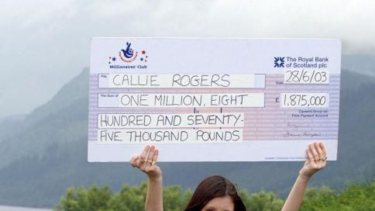 Millionaires' Club
The Royal Bank
of Scotland plc
CALLIE ROGERS
28/6/03
ONE MILLION, EIGHT
£ 1,875,000
HUNDRED AND SEVENTY-
FIVE THOUSAND POUNDS